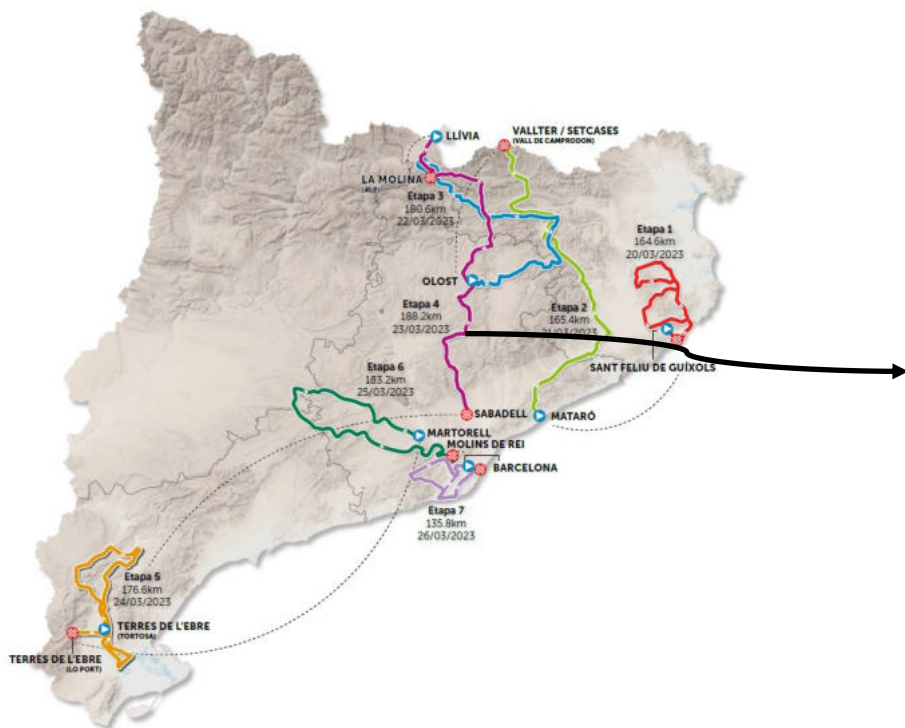 LLÍVIA
VALLTER / SETCASES
(VALL DE CAMPRODON)
LA MOLINA
(ALP)
Etapa 3
180.6km
22/03/2023
Etapa 1
164.6km
20/03/2023
OLOST
Etapa 4
188.2km
23/03/2023
Etapa 2
165.4km
21/03/2023
SANT FELIU DE GUÍXOLS
Etapa 6
183.2km
25/03/2023
SABADELL
MATARÓ
MARTORELL
MOLINS DE REI
BARCELONA
Etapa 7
135.8km
26/03/2023
Etapa 5
176.6km
24/03/2023
TERRES DE L'EBRE
(TORTOSA)
TERRES DE L'EBRE
(LO PORT)